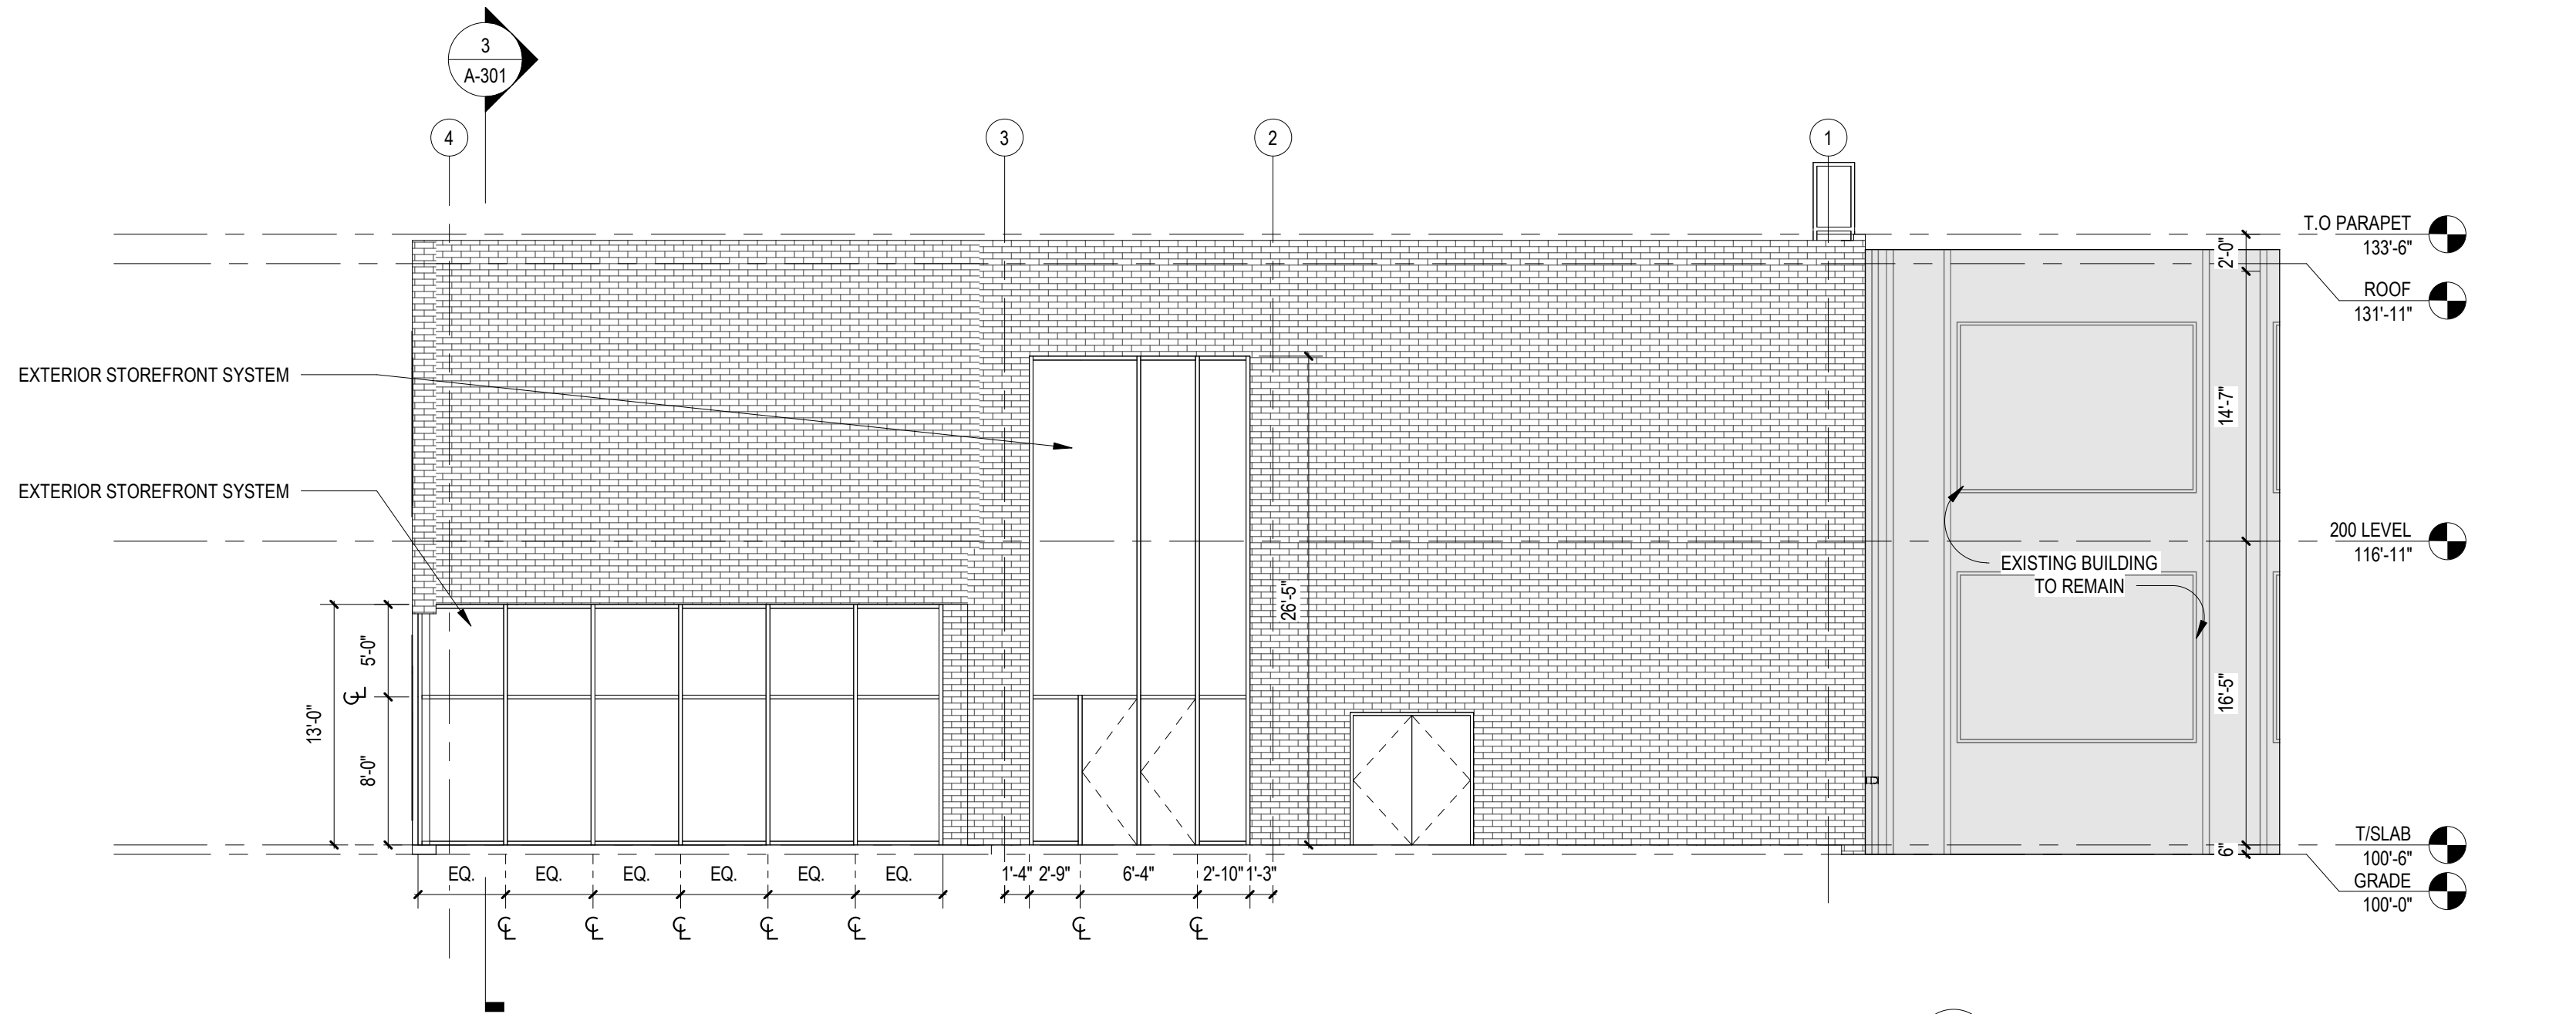 3
A-301
4
3
2
1
T.O PARAPET
133'-6"
2'-0"
ROOF
131'-11"
EXTERIOR STOREFRONT SYSTEM
14'-7"
EXTERIOR STOREFRONT SYSTEM
200 LEVEL
116'-11"
EXISTING BUILDING
TO REMAIN
26'-5"
5'-0"
℄
13'-0"
8'-0"
16'-5"
T/SLAB
100'-6"
6"
GRADE
100'-0"
EQ. EQ. EQ. EQ. EQ. EQ. 1'-4" 2'-9" 6'-4" 2'-10" 1'-3"
℄ ℄ ℄ ℄ ℄ ℄ ℄